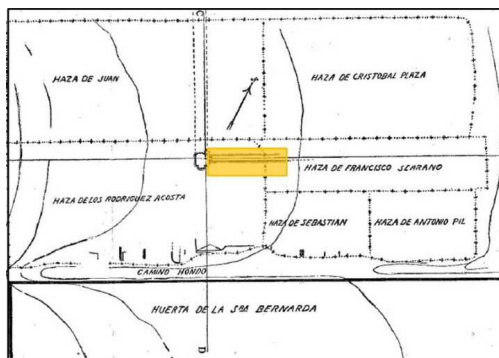 C
HAZA DE JUAN
HAZA DE CRISTOBAL PLAZA
HAZA DE FRANCISCO SERRANO
HAZA DE LOS RODRIGUEZ ACOSTA
HAZA DE SEBASTIAN
HAZA DE ANTONIO PIL
CAMINO HONDO
HUERTA DE LA SRA BERNARDA
D